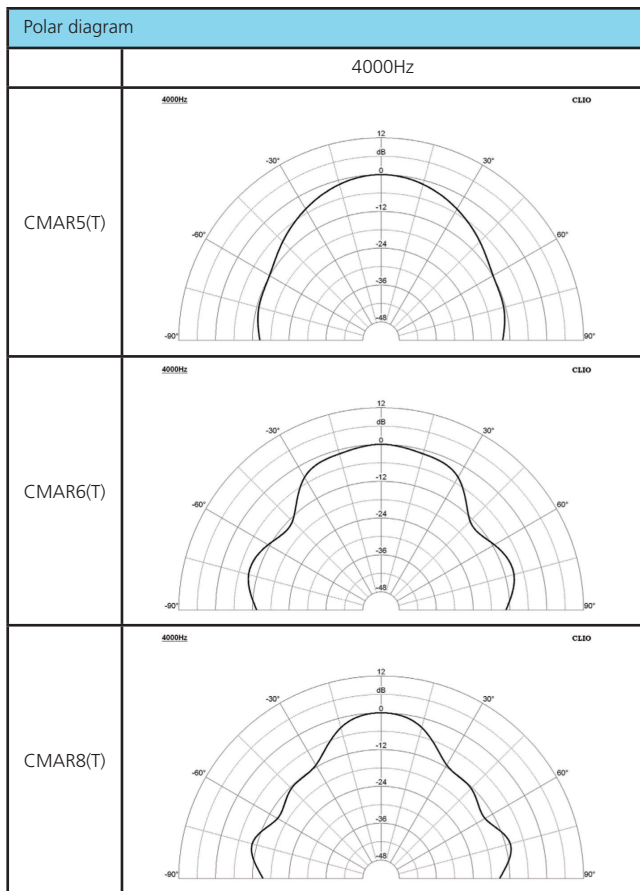 Polar diagram
4000Hz
CMAR5(T)
4000Hz CLIO
12
dB
0
-12
-24
-36
-48
-30° 30°
-60° 60°
-90° 90°
CMAR6(T)
4000Hz CLIO
12
dB
0
-12
-24
-36
-48
-30° 30°
-60° 60°
-90° 90°
CMAR8(T)
4000Hz CLIO
12
dB
0
-12
-24
-36
-48
-30° 30°
-60° 60°
-90° 90°